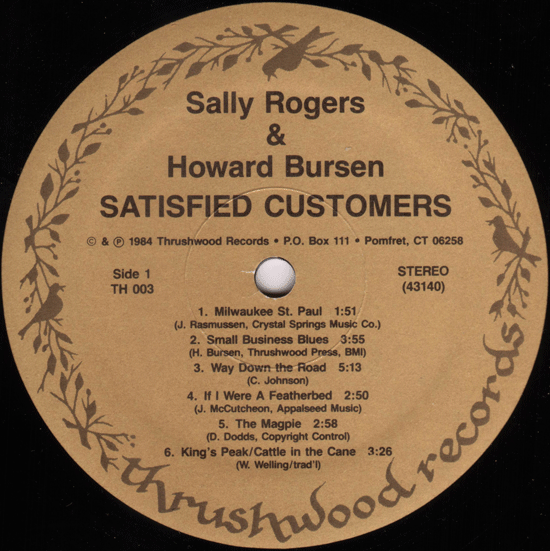 Sally Rogers
&
Howard Bursen
SATISFIED CUSTOMERS
© & ℗ 1984 Thrushwood Records • P.O. Box 111 • Pomfret, CT 06258
Side 1
TH 003
STEREO
(43140)
1. Milwaukee St. Paul 1:51
(J. Rasmussen, Crystal Springs Music Co.)
2. Small Business Blues 3:55
(H. Bursen, Thrushwood Press, BMI)
3. Way Down the Road 5:13
(C. Johnson)
4. If I Were A Featherbed 2:50
(J. McCutcheon, Appalseed Music)
5. The Magpie 2:58
(D. Dodds, Copyright Control)
6. King's Peak/Cattle in the Cane 3:26
(W. Welling/trad'l)
thrushwood records